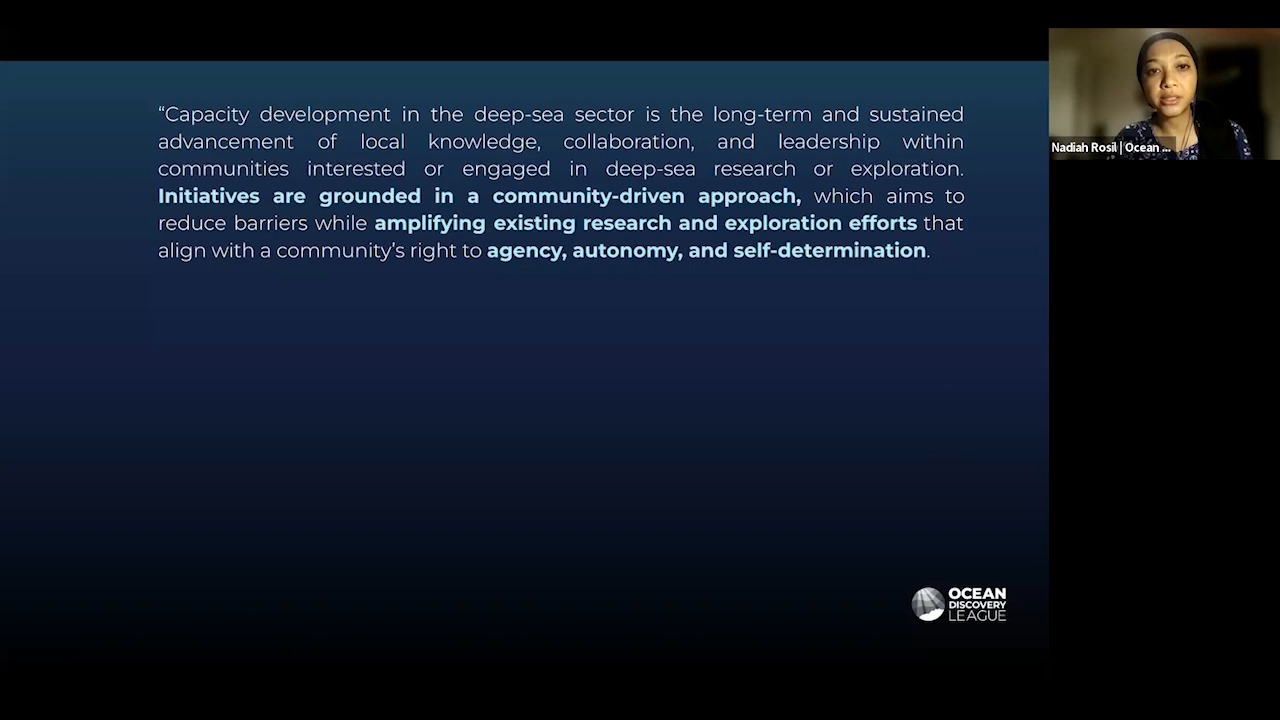 “Capacity development in the deep-sea sector is the long-term and sustained
advancement of local knowledge, collaboration, and leadership within
communities interested or engaged in deep-sea research or exploration.
Initiatives are grounded in a community-driven approach, which aims to
reduce barriers while amplifying existing research and exploration efforts that
align with a community’s right to agency, autonomy, and self-determination.
Nadiah Rosil | Ocean ...
OCEAN
DISCOVERY
LEAGUE